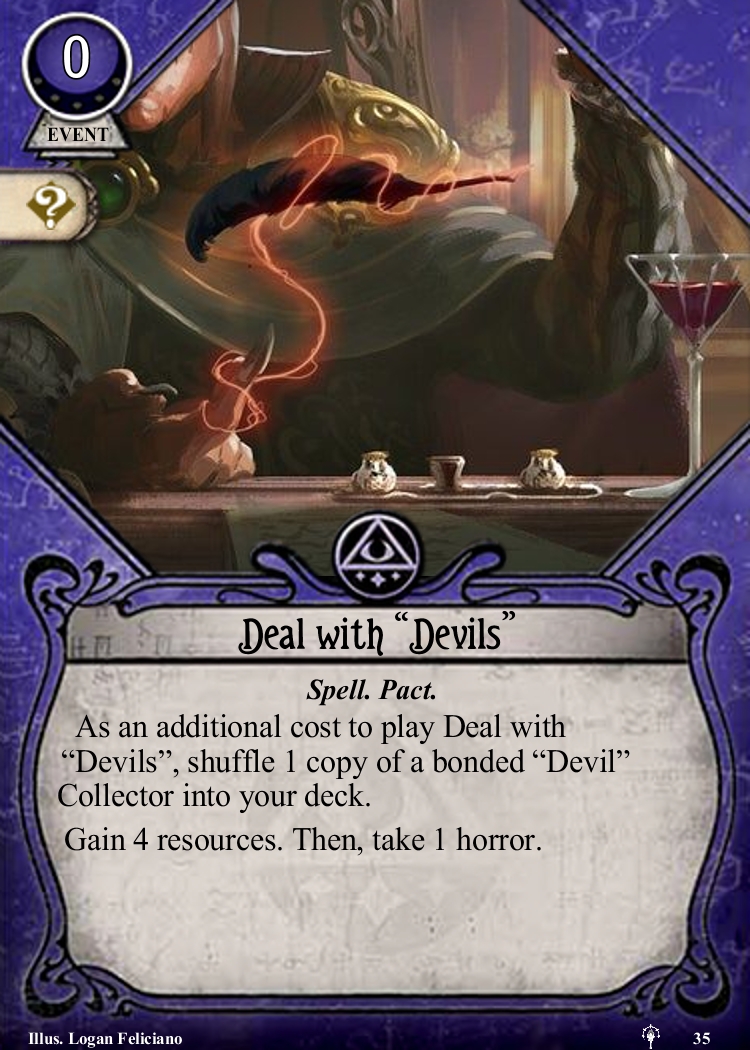 0
EVENT
?
Deal with “Devils”
Spell. Pact.
As an additional cost to play Deal with
“Devils”, shuffle 1 copy of a bonded “Devil”
Collector into your deck.
Gain 4 resources. Then, take 1 horror.
Illus. Logan Feliciano
35